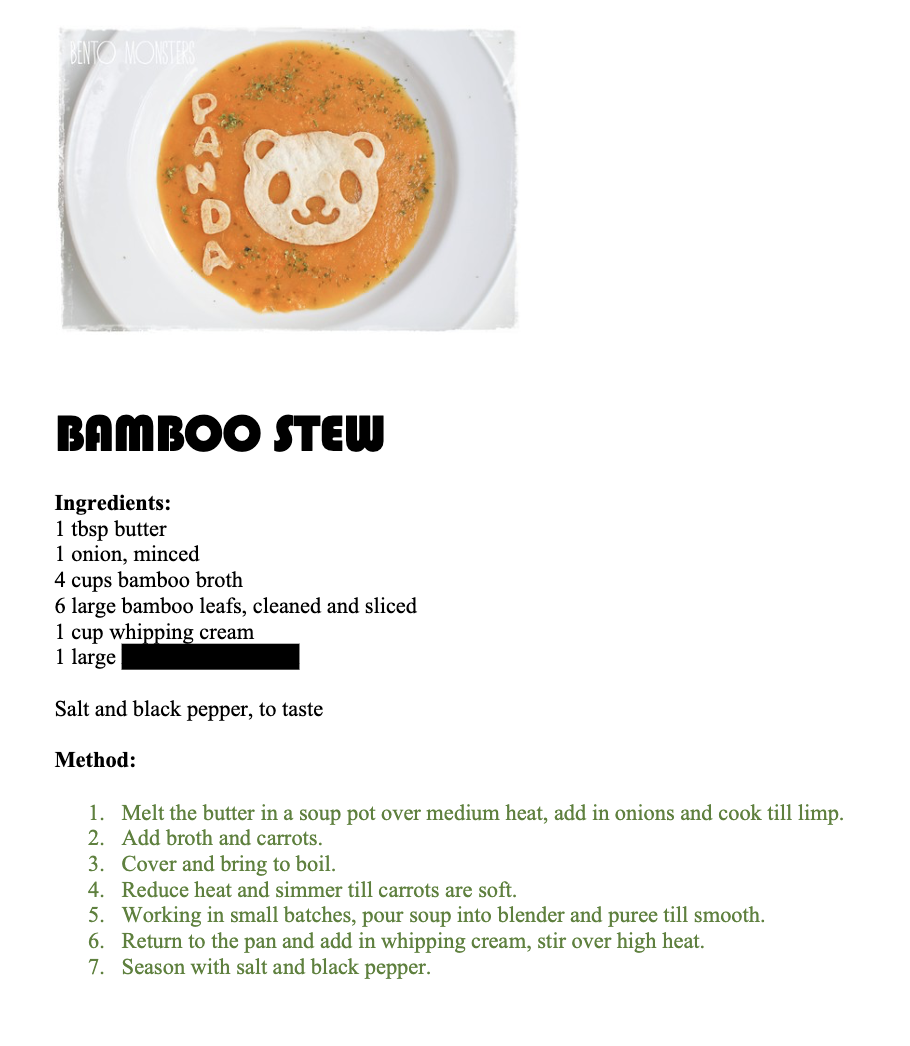 BENTO MONSTERS
PANDA
BAMBOO STEW
Ingredients:
1 tbsp butter
1 onion, minced
4 cups bamboo broth
6 large bamboo leafs, cleaned and sliced
1 cup whipping cream
1 large
Salt and black pepper, to taste
Method:
1. Melt the butter in a soup pot over medium heat, add in onions and cook till limp.
2. Add broth and carrots.
3. Cover and bring to boil.
4. Reduce heat and simmer till carrots are soft.
5. Working in small batches, pour soup into blender and puree till smooth.
6. Return to the pan and add in whipping cream, stir over high heat.
7. Season with salt and black pepper.